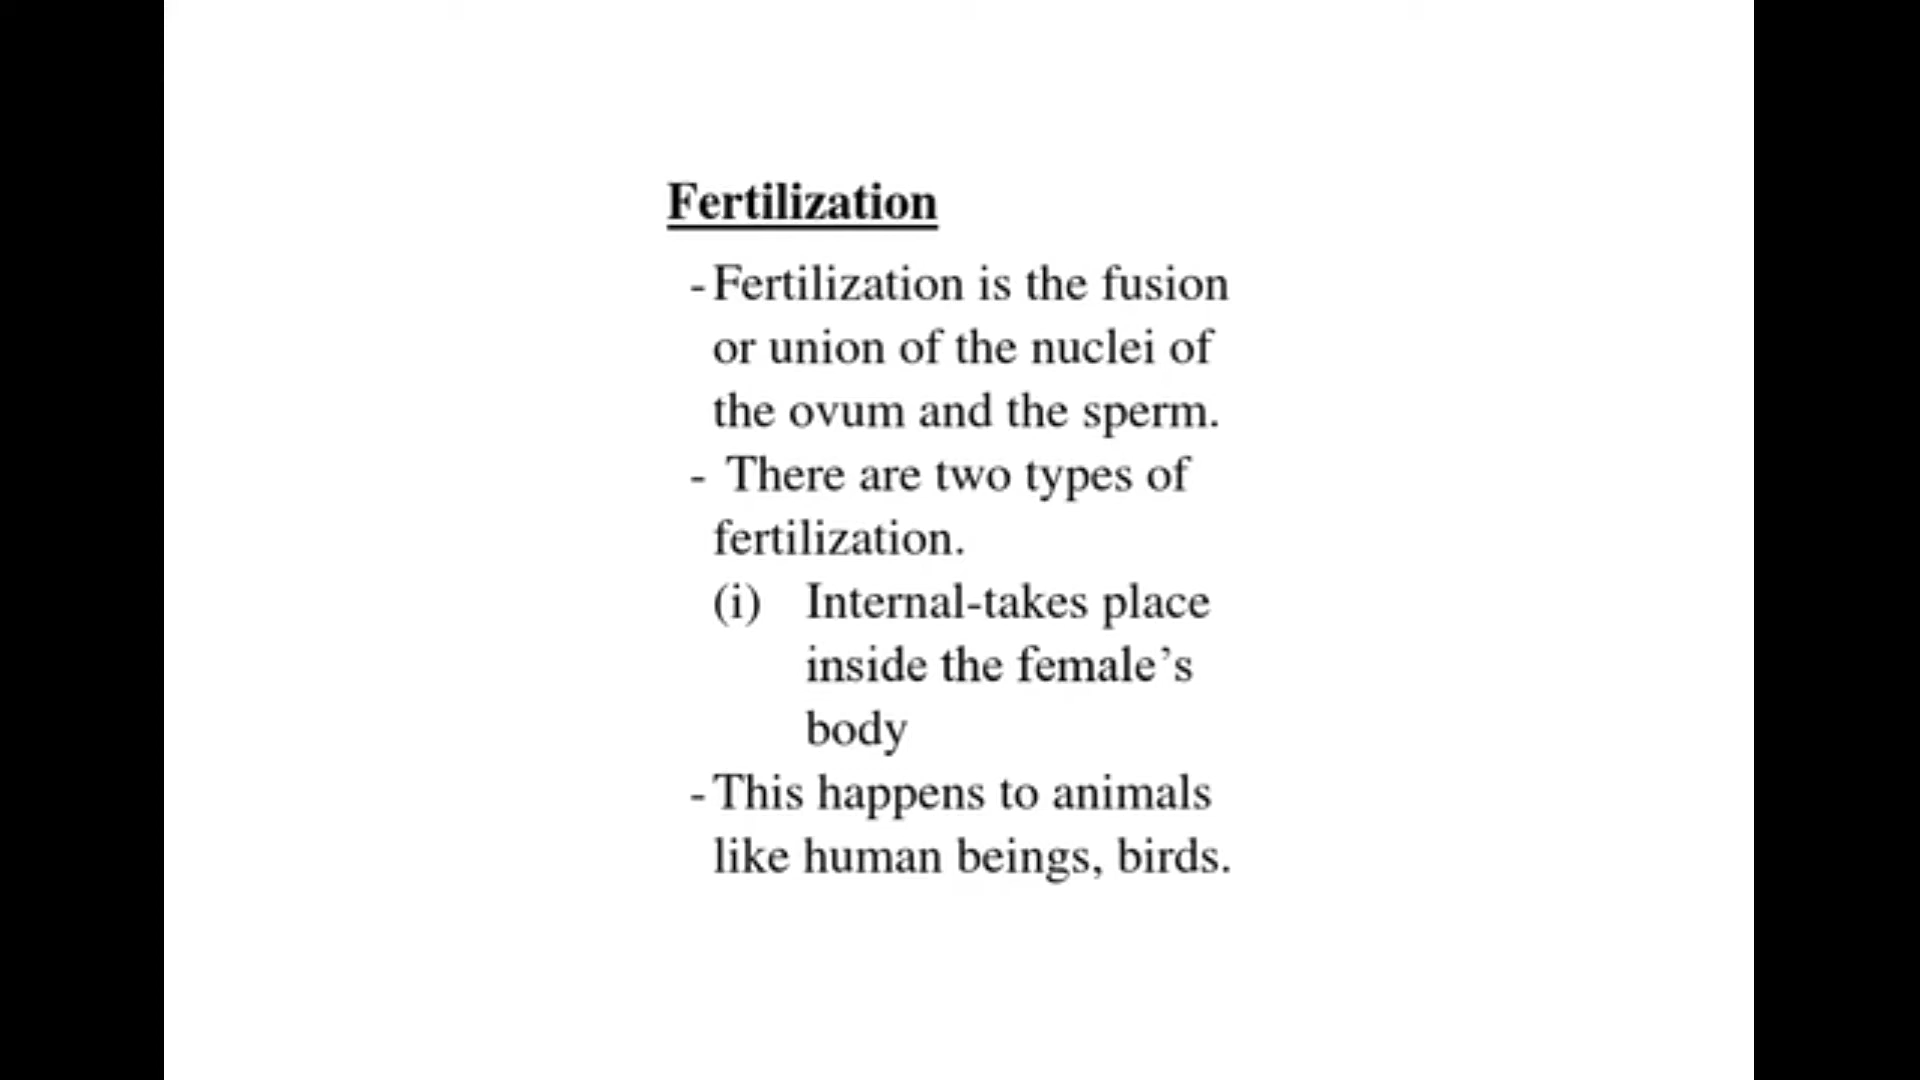 Fertilization
-Fertilization is the fusion
or union of the nuclei of
the ovum and the sperm.
- There are two types of
fertilization.
(i) Internal-takes place
inside the female’s
body
-This happens to animals
like human beings, birds.